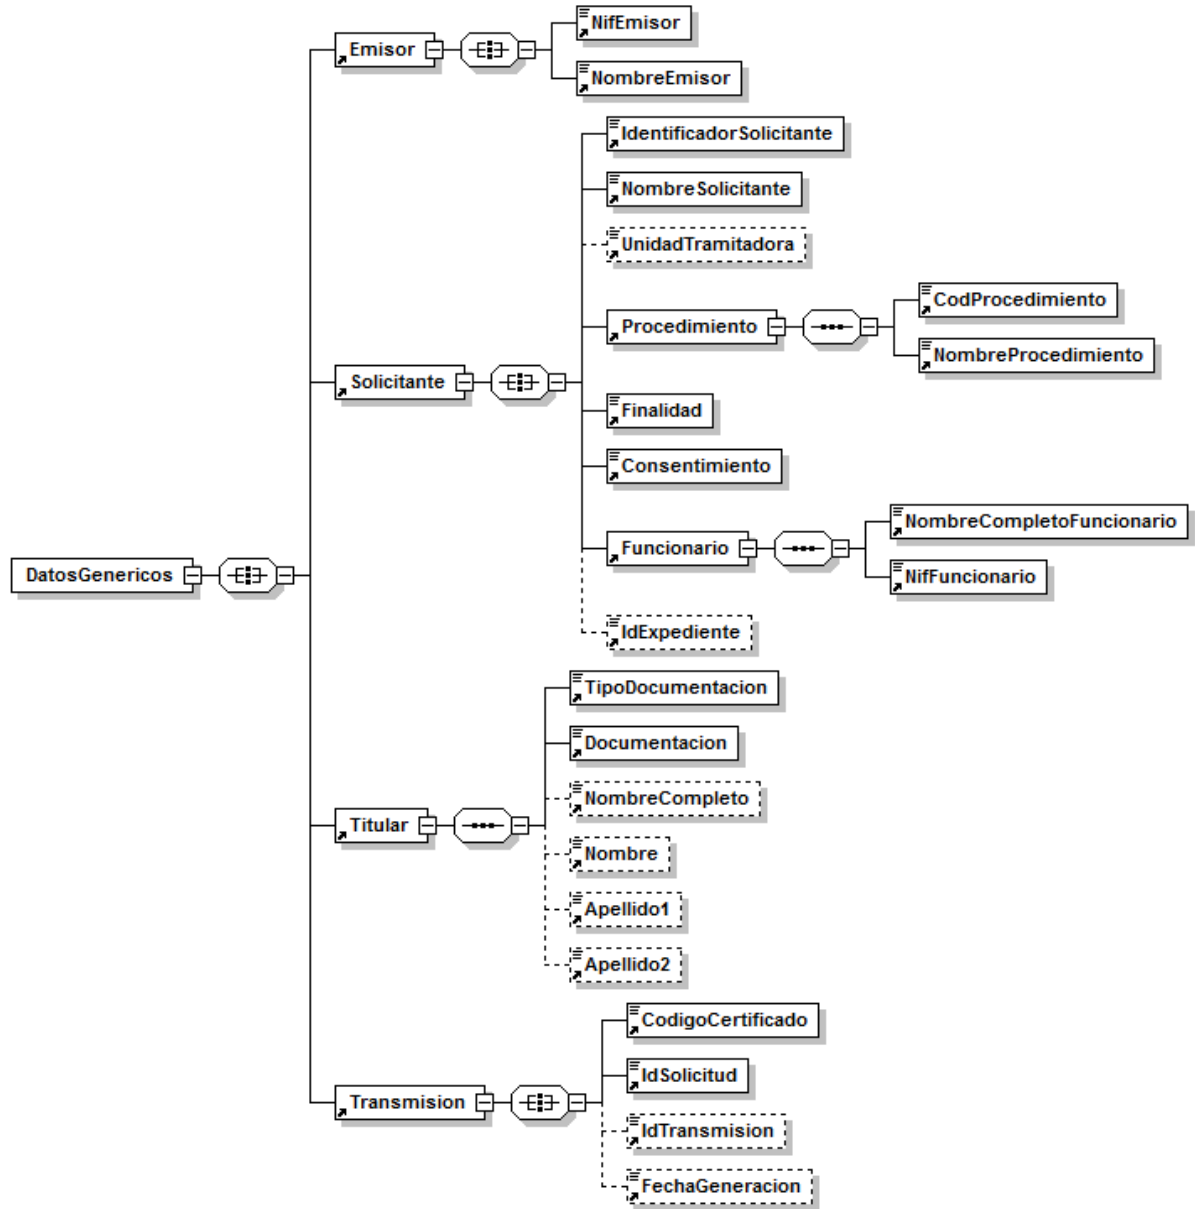 NifEmisor
Emisor
NombreEmisor
IdentificadorSolicitante
NombreSolicitante
UnidadTramitadora
CodProcedimiento
Procedimiento
NombreProcedimiento
Solicitante
Finalidad
Consentimiento
NombreCompletoFuncionario
Funcionario
DatosGenericos
NifFuncionario
IdExpediente
TipoDocumentacion
Documentacion
NombreCompleto
Titular
Nombre
Apellido1
Apellido2
CodigoCertificado
IdSolicitud
Transmision
IdTransmision
FechaGeneracion